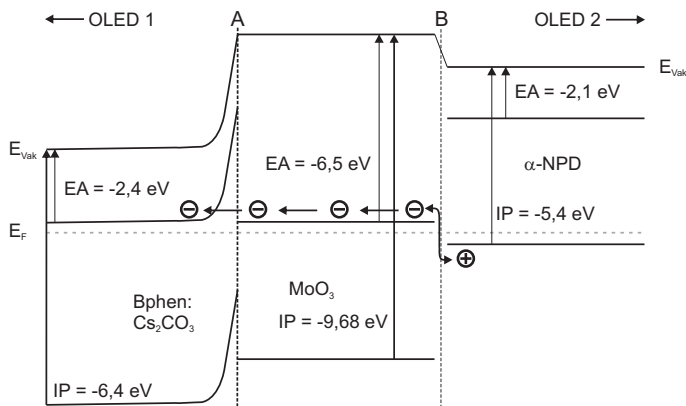 OLED 1
A
B
OLED 2
E_Vak
EA = -2,1 eV
E_Vak
EA = -2,4 eV
EA = -6,5 eV
α-NPD
IP = -5,4 eV
E_F
Bphen:
Cs₂CO₃
MoO₃
IP = -9,68 eV
IP = -6,4 eV